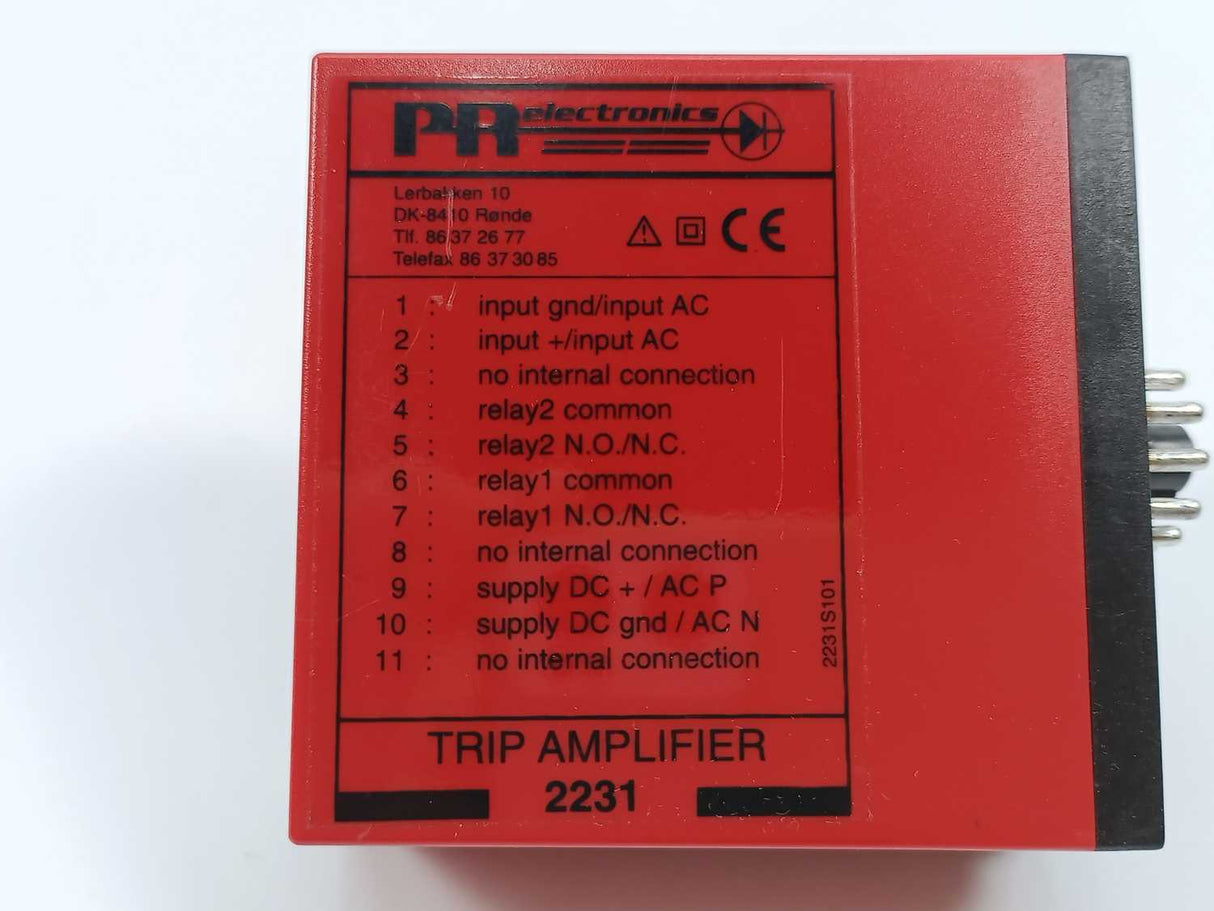 PR electronics
Lerbakken 10
DK-8410 Rønde
Tlf. 86 37 26 77
Telefax 86 37 30 85
CE
1 : input gnd/input AC
2 : input +/input AC
3 : no internal connection
4 : relay2 common
5 : relay2 N.O./N.C.
6 : relay1 common
7 : relay1 N.O./N.C.
8 : no internal connection
9 : supply DC + / AC P
10 : supply DC gnd / AC N
11 : no internal connection
2231S101
TRIP AMPLIFIER
2231